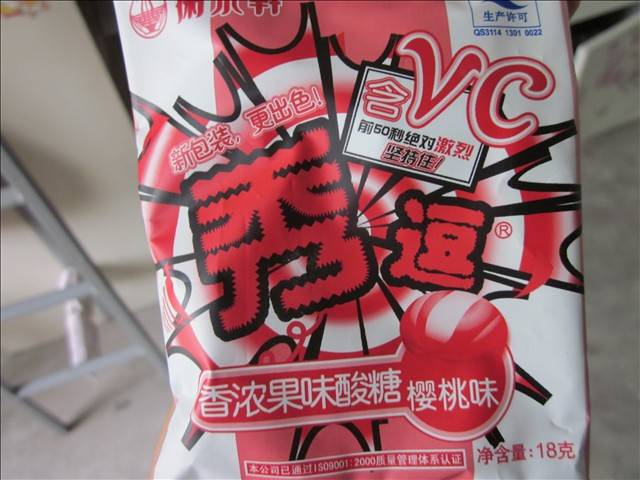 生产许可
QS3114 1301 0022
含VC
前50秒绝对激烈
坚持住!
新包装, 更出色!
秀逗®
香浓果味酸糖 樱桃味
净含量: 18克
本公司已通过ISO9001:2000质量管理体系认证